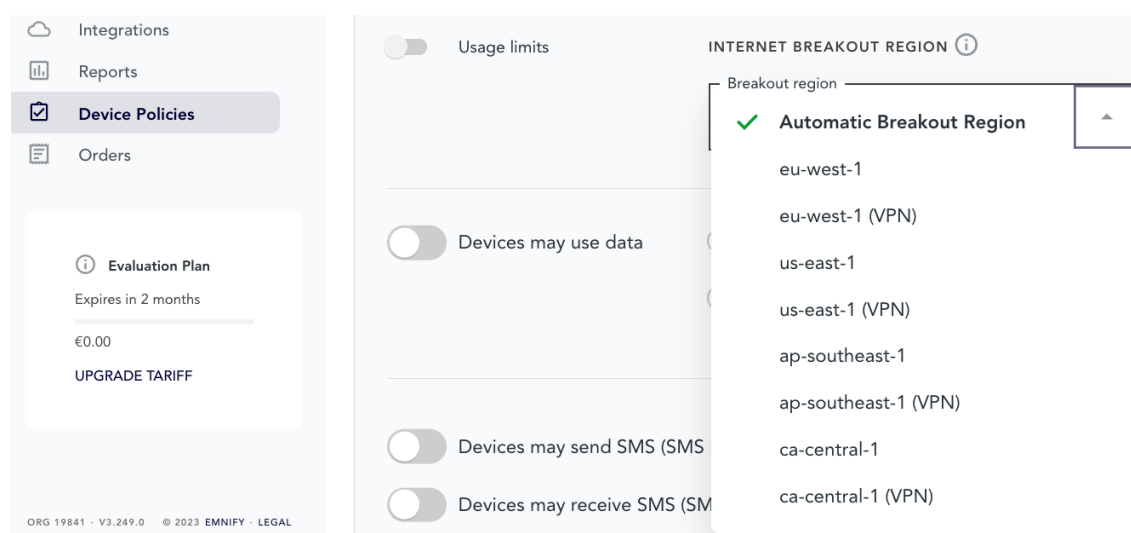 Integrations
Reports
Device Policies
Orders
Evaluation Plan
Expires in 2 months
€0.00
UPGRADE TARIFF
ORG 19841 · V3.249.0 © 2023 EMNIFY · LEGAL
Usage limits
Devices may use data
Devices may send SMS (SMS
Devices may receive SMS (SM
INTERNET BREAKOUT REGION
Breakout region
Automatic Breakout Region
eu-west-1
eu-west-1 (VPN)
us-east-1
us-east-1 (VPN)
ap-southeast-1
ap-southeast-1 (VPN)
ca-central-1
ca-central-1 (VPN)